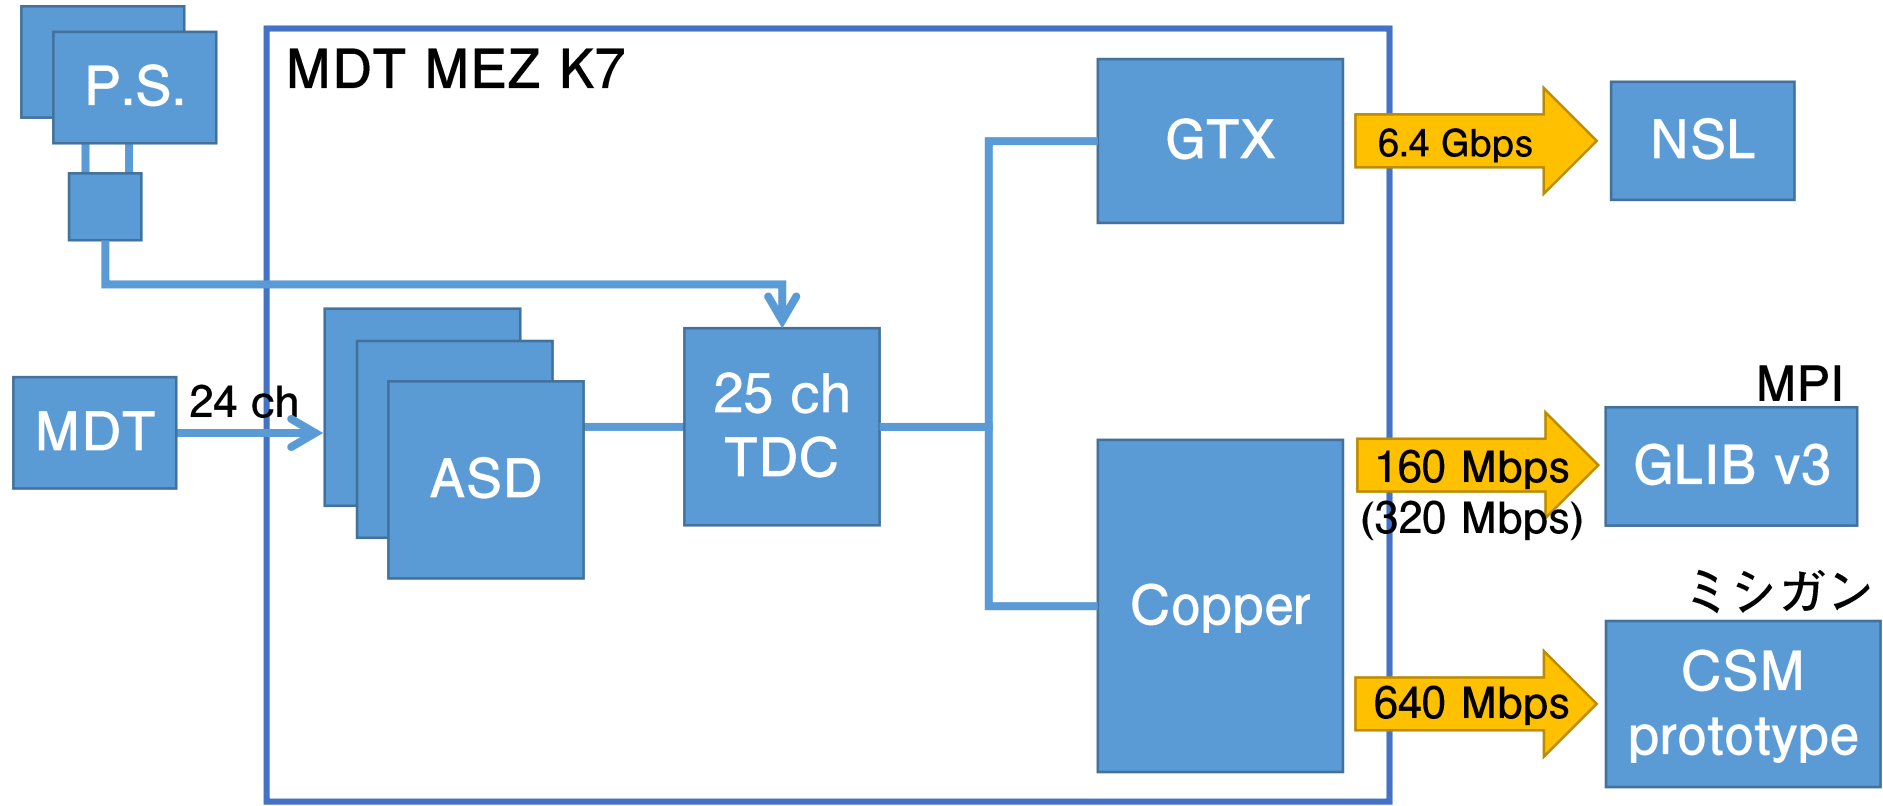 P.S.
MDT MEZ K7
GTX
6.4 Gbps
NSL
MDT
24 ch
ASD
25 ch
TDC
MPI
160 Mbps
(320 Mbps)
GLIB v3
Copper
ミシガン
640 Mbps
CSM
prototype